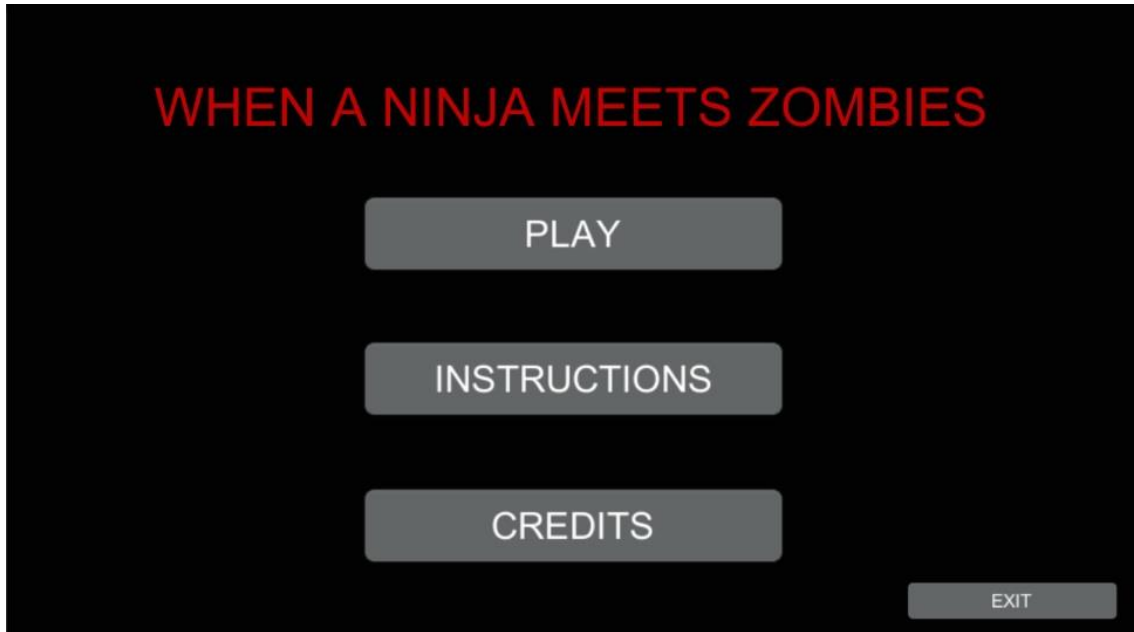 WHEN A NINJA MEETS ZOMBIES
PLAY
INSTRUCTIONS
CREDITS
EXIT